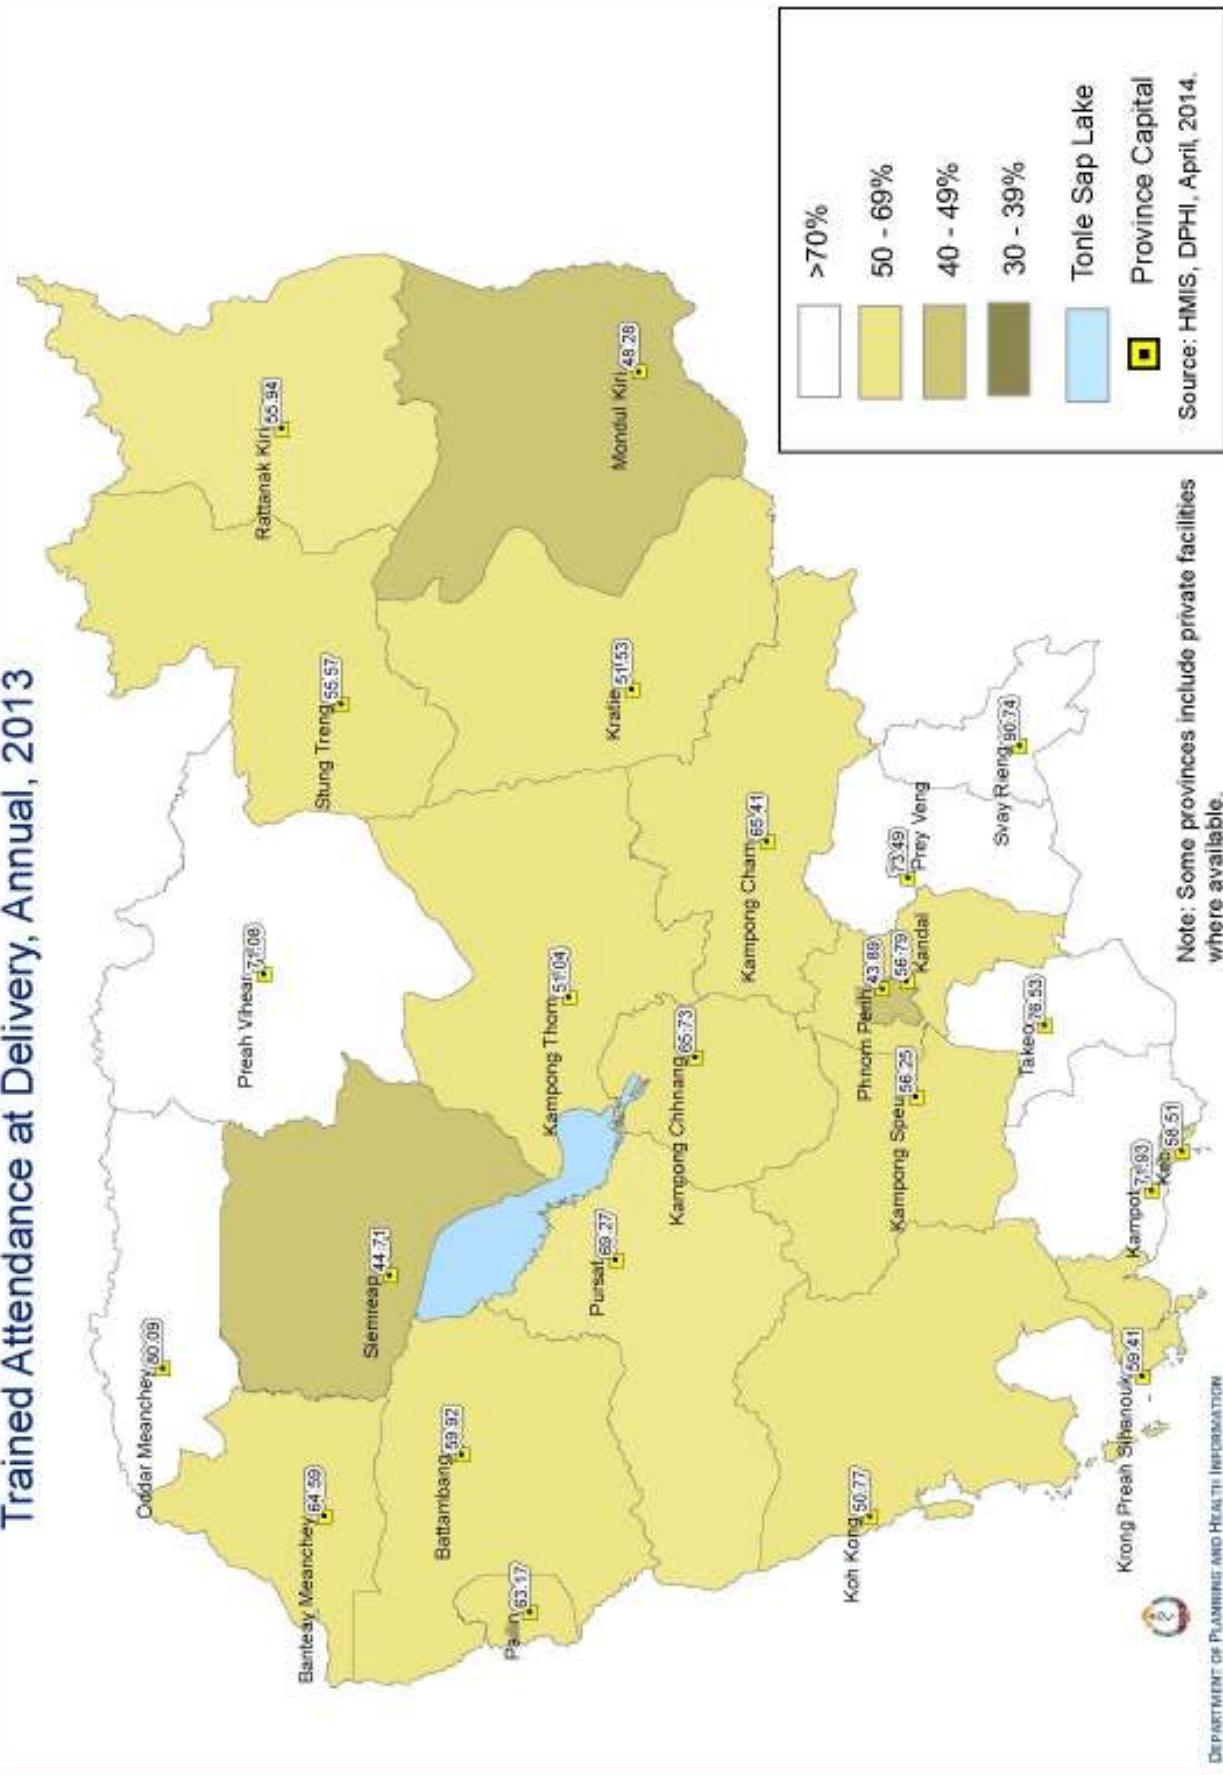 Trained Attendance at Delivery, Annual, 2013
Oddar Meanchey 80.09
Preah Vihear 71.08
Rattanak Kiri 55.94
Banteay Meanchey 64.59
Siemreap 44.71
Stung Treng 55.57
Battambang 59.92
Pailin 63.17
Kampong Thom 51.04
Pursat 69.27
Kratie 51.53
Mondul Kiri 48.28
Kampong Chhnang 65.73
Kampong Cham 65.41
Koh Kong 50.77
Phnom Penh 43.89
Kampong Speu 56.25
56.79
Kandal
73.49
Prey Veng
Svay Rieng 90.74
Takeo 76.53
Krong Preah Sihanouk 59.41
Kampot 71.93
Keb 58.51
>70%
50 - 69%
40 - 49%
30 - 39%
Tonle Sap Lake
Province Capital
Source: HMIS, DPHI, April, 2014.
Note: Some provinces include private facilities
where available.
DEPARTMENT OF PLANNING AND HEALTH INFORMATION